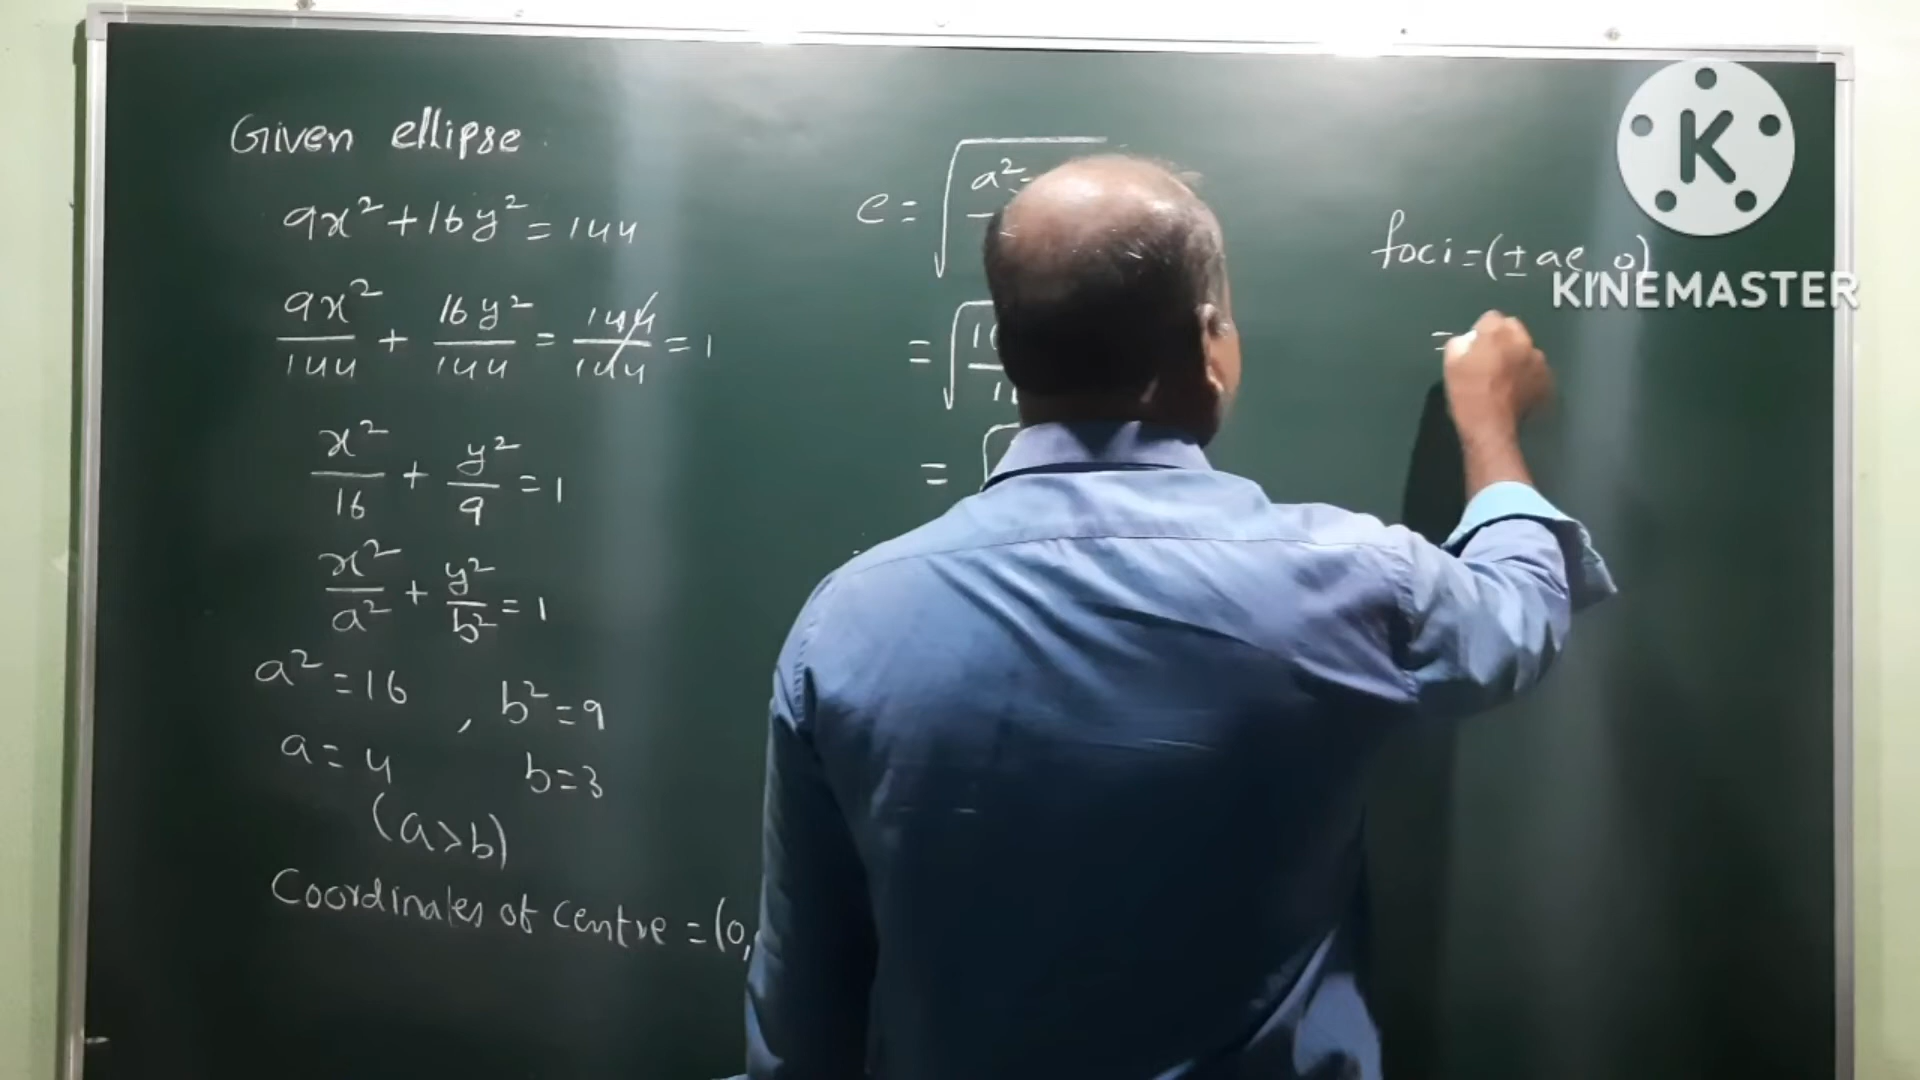 Given ellipse
9x² + 16y² = 144
9x²/144 + 16y²/144 = 144/144 = 1
x²/16 + y²/9 = 1
x²/a² + y²/b² = 1
a² = 16 , b² = 9
a = 4 b = 3
(a>b)
Coordinates of centre = (0,
e = √ a² -
= √
= √
foci = (± ae, 0)
=
K
KINEMASTER